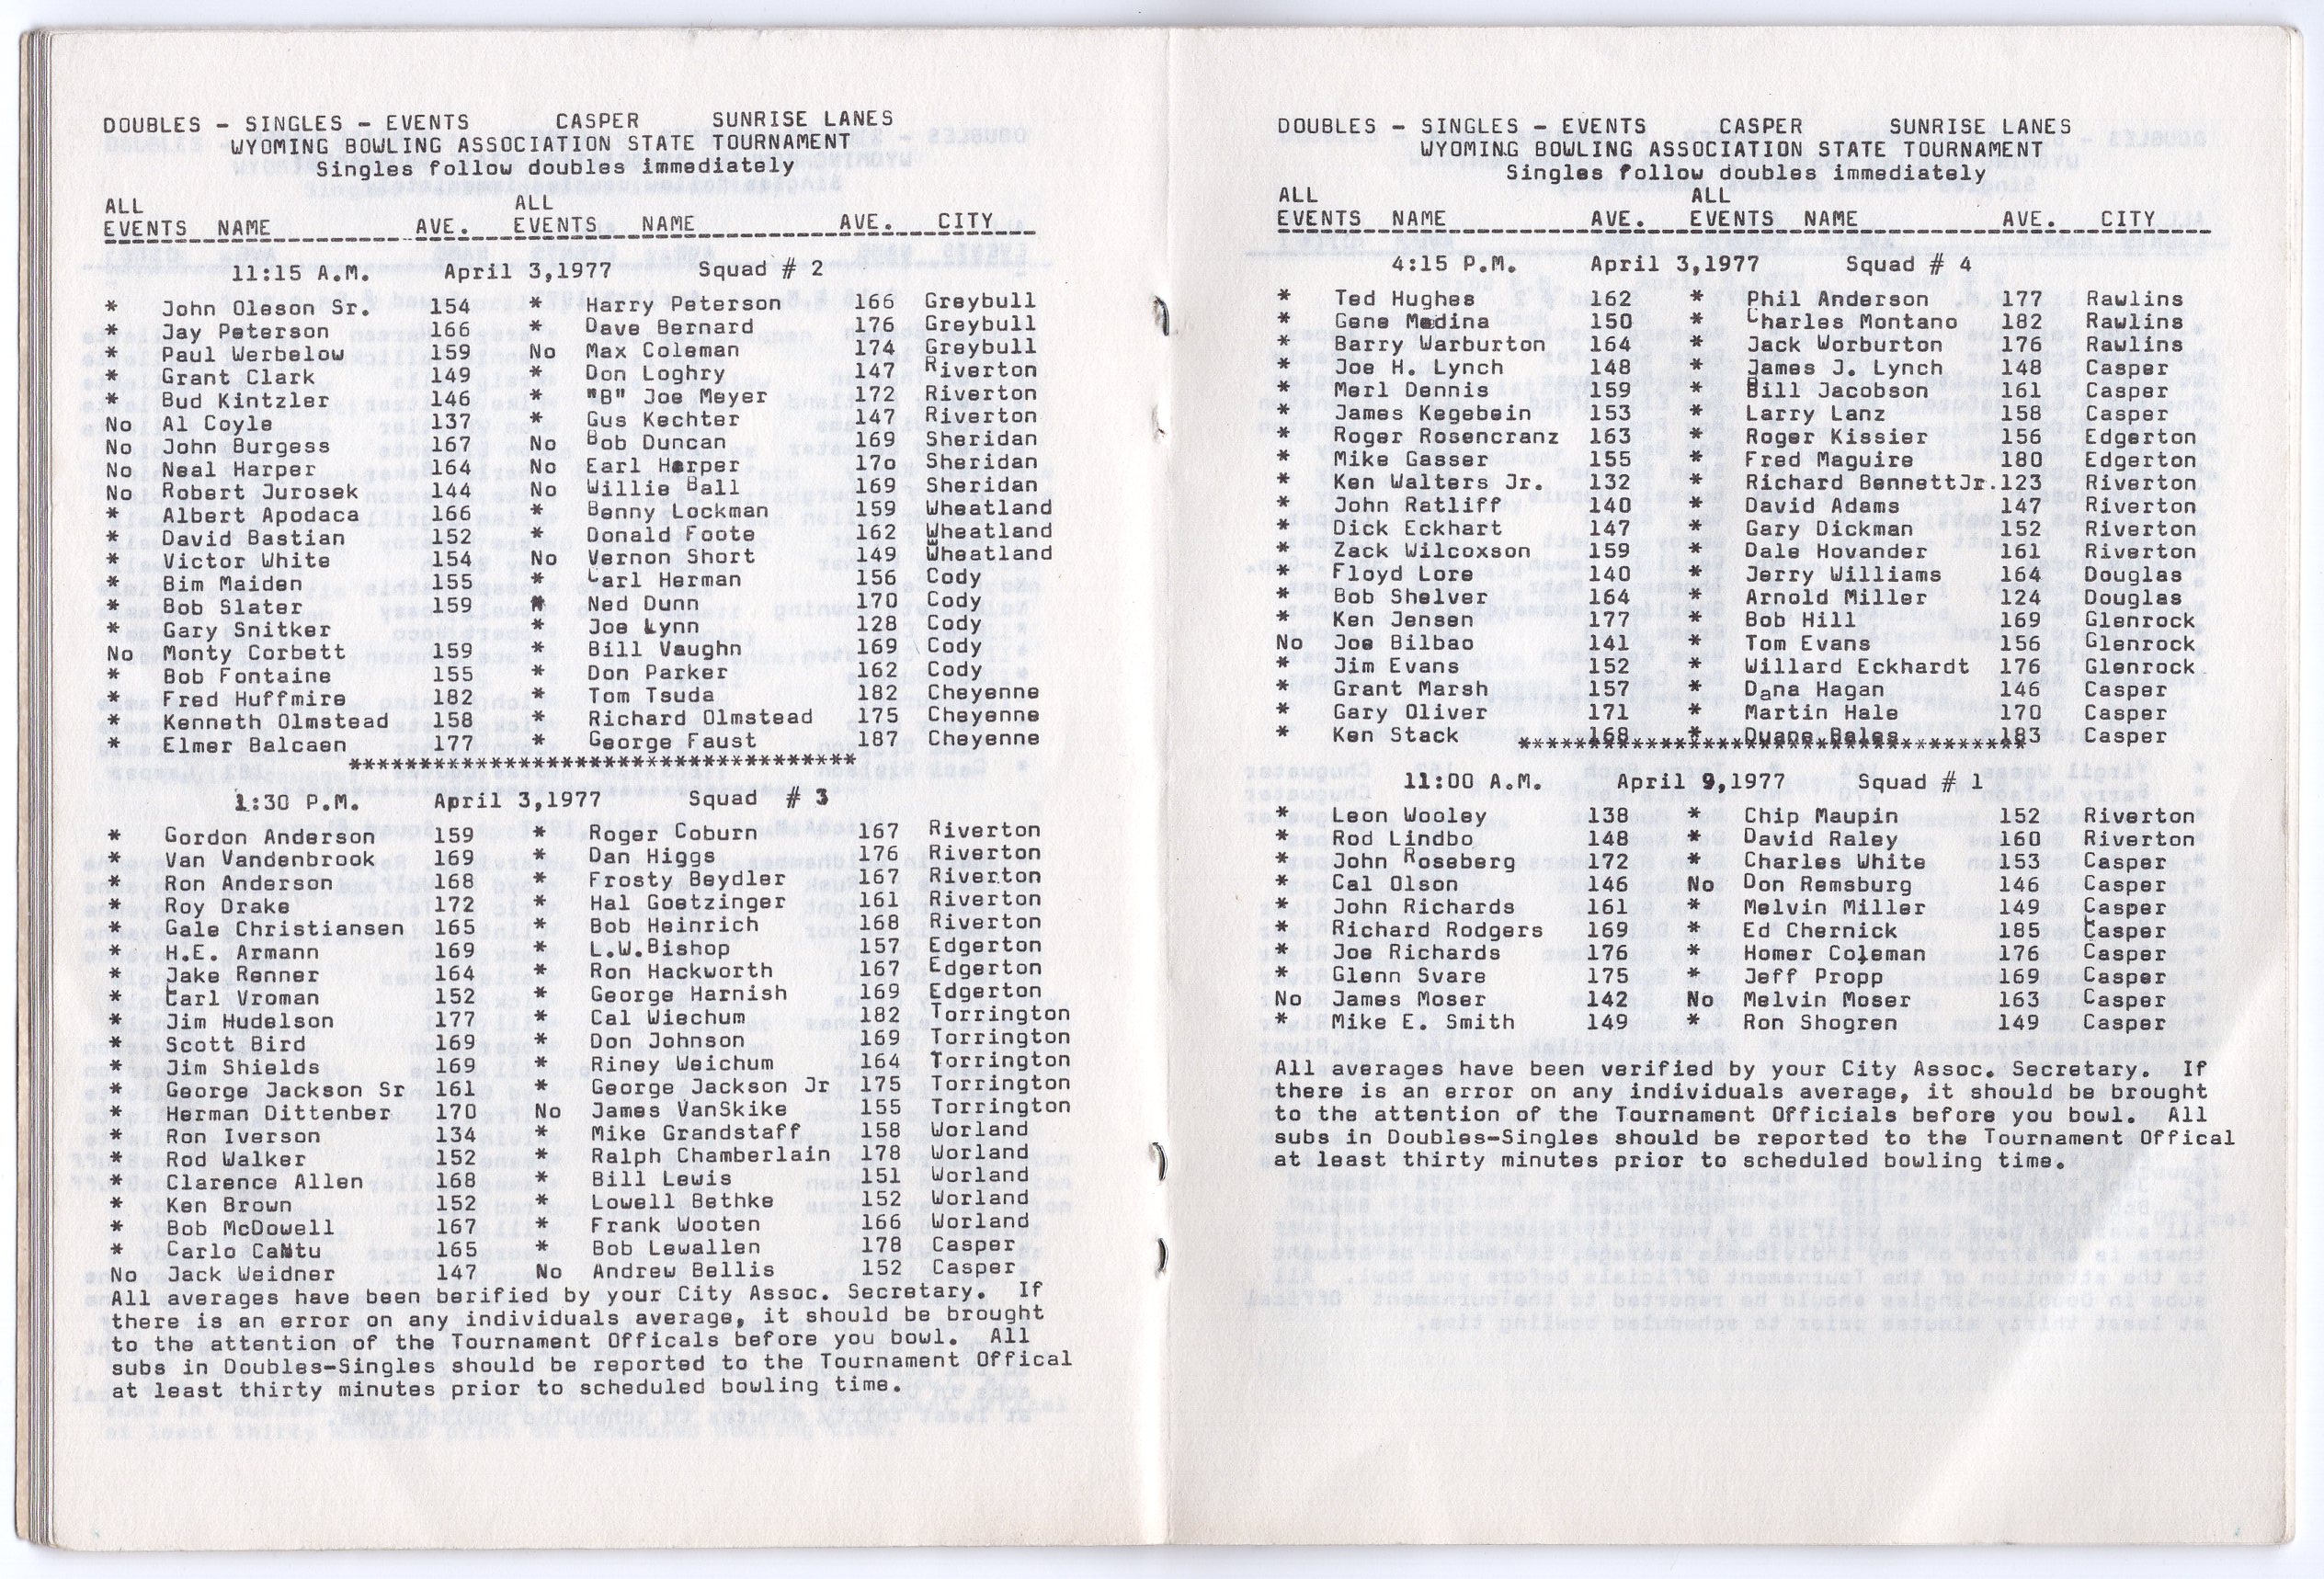 DOUBLES - SINGLES - EVENTS CASPER SUNRISE LANES
WYOMING BOWLING ASSOCIATION STATE TOURNAMENT
Singles follow doubles immediately
ALL ALL
EVENTS NAME AVE. EVENTS NAME AVE. CITY
11:15 A.M. April 3,1977 Squad # 2
* John Oleson Sr. 154 * Harry Peterson 166 Greybull
* Jay Peterson 166 * Dave Bernard 176 Greybull
* Paul Werbelow 159 No Max Coleman 174 Greybull
* Grant Clark 149 * Don Loghry 147 Riverton
* Bud Kintzler 146 * "B" Joe Meyer 172 Riverton
No Al Coyle 137 * Gus Kechter 147 Riverton
No John Burgess 167 No Bob Duncan 169 Sheridan
No Neal Harper 164 No Earl Harper 170 Sheridan
No Robert Jurosek 144 No Willie Ball 169 Sheridan
* Albert Apodaca 166 * Benny Lockman 159 Wheatland
* David Bastian 152 * Donald Foote 162 Wheatland
* Victor White 154 No Vernon Short 149 Wheatland
* Bim Maiden 155 * Carl Herman 156 Cody
* Bob Slater 159 * Ned Dunn 170 Cody
* Gary Snitker 155 * Joe Lynn 128 Cody
No Monty Corbett 159 * Bill Vaughn 169 Cody
* Bob Fontaine 155 * Don Parker 162 Cody
* Fred Huffmire 182 * Tom Tsuda 182 Cheyenne
* Kenneth Olmstead 158 * Richard Olmstead 175 Cheyenne
* Elmer Balcaen 177 * George Faust 187 Cheyenne
************************************
1:30 P.M. April 3,1977 Squad # 3
* Gordon Anderson 159 * Roger Coburn 167 Riverton
* Van Vandenbrook 169 * Dan Higgs 176 Riverton
* Ron Anderson 168 * Frosty Beydler 167 Riverton
* Roy Drake 172 * Hal Goetzinger 161 Riverton
* Gale Christiansen 165 * Bob Heinrich 168 Riverton
* H.E. Armann 169 * L.W.Bishop 157 Edgerton
* Jake Renner 164 * Ron Hackworth 167 Edgerton
* Carl Vroman 152 * George Harnish 169 Edgerton
* Jim Hudelson 177 * Cal Wiechum 182 Torrington
* Scott Bird 169 * Don Johnson 169 Torrington
* Jim Shields 169 * Riney Weichum 164 Torrington
* George Jackson Sr 161 * George Jackson Jr 175 Torrington
* Herman Dittenber 170 No James VanSkike 155 Torrington
* Ron Iverson 134 * Mike Grandstaff 158 Worland
* Rod Walker 152 * Ralph Chamberlain 178 Worland
* Clarence Allen 168 * Bill Lewis 151 Worland
* Ken Brown 152 * Lowell Bethke 152 Worland
* Bob McDowell 167 * Frank Wooten 166 Worland
* Carlo Cantu 165 * Bob Lewallen 178 Casper
No Jack Weidner 147 No Andrew Bellis 152 Casper
All averages have been berified by your City Assoc. Secretary. If
there is an error on any individuals average, it should be brought
to the attention of the Tournament Officals before you bowl. All
subs in Doubles-Singles should be reported to the Tournament Offical
at least thirty minutes prior to scheduled bowling time.
DOUBLES - SINGLES - EVENTS CASPER SUNRISE LANES
WYOMING BOWLING ASSOCIATION STATE TOURNAMENT
Singles follow doubles immediately
ALL ALL
EVENTS NAME AVE. EVENTS NAME AVE. CITY
4:15 P.M. April 3,1977 Squad # 4
* Ted Hughes 162 * Phil Anderson 177 Rawlins
* Gene Medina 150 * Charles Montano 182 Rawlins
* Barry Warburton 164 * Jack Worburton 176 Rawlins
* Joe H. Lynch 148 * James J. Lynch 148 Casper
* Merl Dennis 159 * Bill Jacobson 161 Casper
* James Kegebein 153 * Larry Lanz 158 Casper
* Roger Rosencranz 163 * Roger Kissier 156 Edgerton
* Mike Gasser 155 * Fred Maguire 180 Edgerton
* Ken Walters Jr. 132 * Richard BennettJr.123 Riverton
* John Ratliff 140 * David Adams 147 Riverton
* Dick Eckhart 147 * Gary Dickman 152 Riverton
* Zack Wilcoxson 159 * Dale Hovander 161 Riverton
* Floyd Lore 140 * Jerry Williams 164 Douglas
* Bob Shelver 164 * Arnold Miller 124 Douglas
* Ken Jensen 177 * Bob Hill 169 Glenrock
No Joe Bilbao 141 * Tom Evans 156 Glenrock
* Jim Evans 152 * Willard Eckhardt 176 Glenrock
* Grant Marsh 157 * Dana Hagan 146 Casper
* Gary Oliver 171 * Martin Hale 170 Casper
* Ken Stack 168 * Duane Bales 183 Casper
************************************
11:00 A.M. April 9,1977 Squad # 1
* Leon Wooley 138 * Chip Maupin 152 Riverton
* Rod Lindbo 148 * David Raley 160 Riverton
* John Roseberg 172 * Charles White 153 Casper
* Cal Olson 146 No Don Remsburg 146 Casper
* John Richards 161 * Melvin Miller 149 Casper
* Richard Rodgers 169 * Ed Chernick 185 Casper
* Joe Richards 176 * Homer Coleman 176 Casper
* Glenn Svare 175 * Jeff Propp 169 Casper
No James Moser 142 No Melvin Moser 163 Casper
* Mike E. Smith 149 * Ron Shogren 149 Casper
All averages have been verified by your City Assoc. Secretary. If
there is an error on any individuals average, it should be brought
to the attention of the Tournament Officials before you bowl. All
subs in Doubles-Singles should be reported to the Tournament Offical
at least thirty minutes prior to scheduled bowling time.